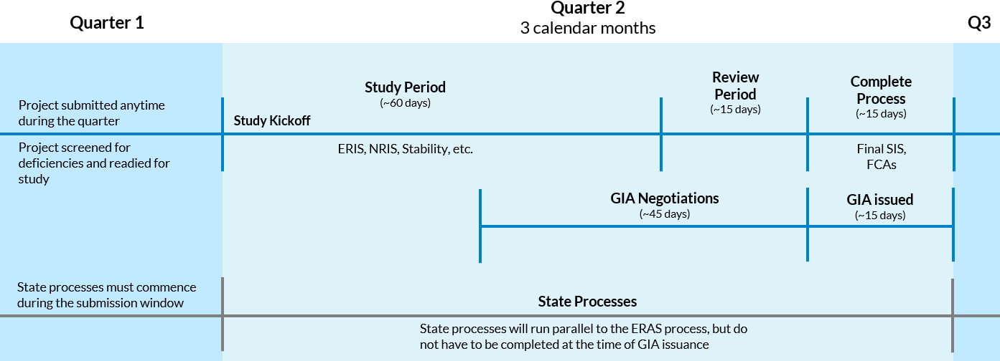 Quarter 1
Quarter 2
3 calendar months
Q3
Project submitted anytime
during the quarter
Study Kickoff
Study Period
(~60 days)
Review
Period
(~15 days)
Complete
Process
(~15 days)
Project screened for
deficiencies and readied for
study
ERIS, NRIS, Stability, etc.
Final SIS,
FCAs
GIA Negotiations
(~45 days)
GIA issued
(~15 days)
State processes must commence
during the submission window
State Processes
State processes will run parallel to the ERAS process, but do
not have to be completed at the time of GIA issuance